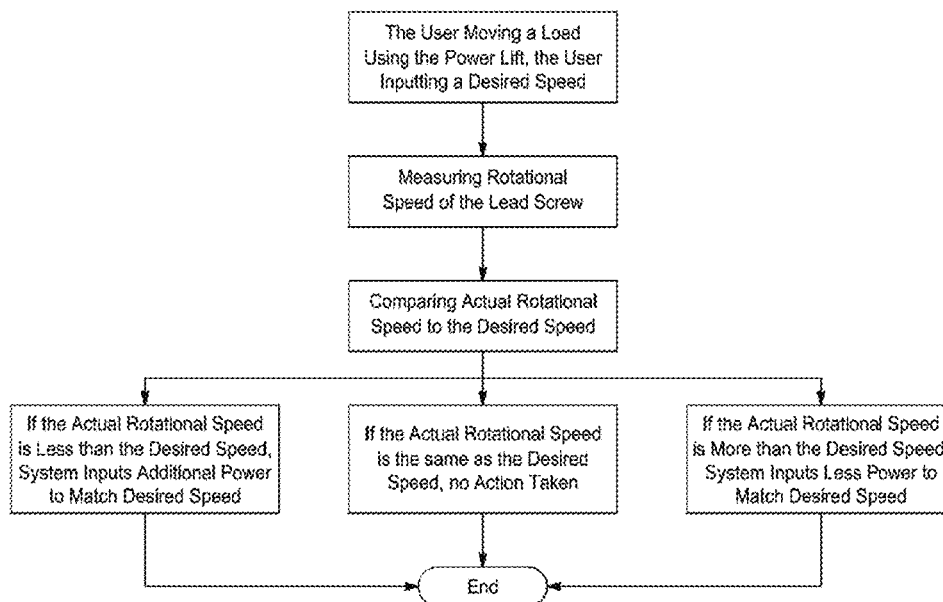 The User Moving a Load
Using the Power Lift, the User
Inputting a Desired Speed
Measuring Rotational
Speed of the Lead Screw
Comparing Actual Rotational
Speed to the Desired Speed
If the Actual Rotational Speed
is Less than the Desired Speed,
System Inputs Additional Power
to Match Desired Speed
If the Actual Rotational Speed
is the same as the Desired
Speed, no Action Taken
If the Actual Rotational Speed
is More than the Desired Speed,
System Inputs Less Power to
Match Desired Speed
End